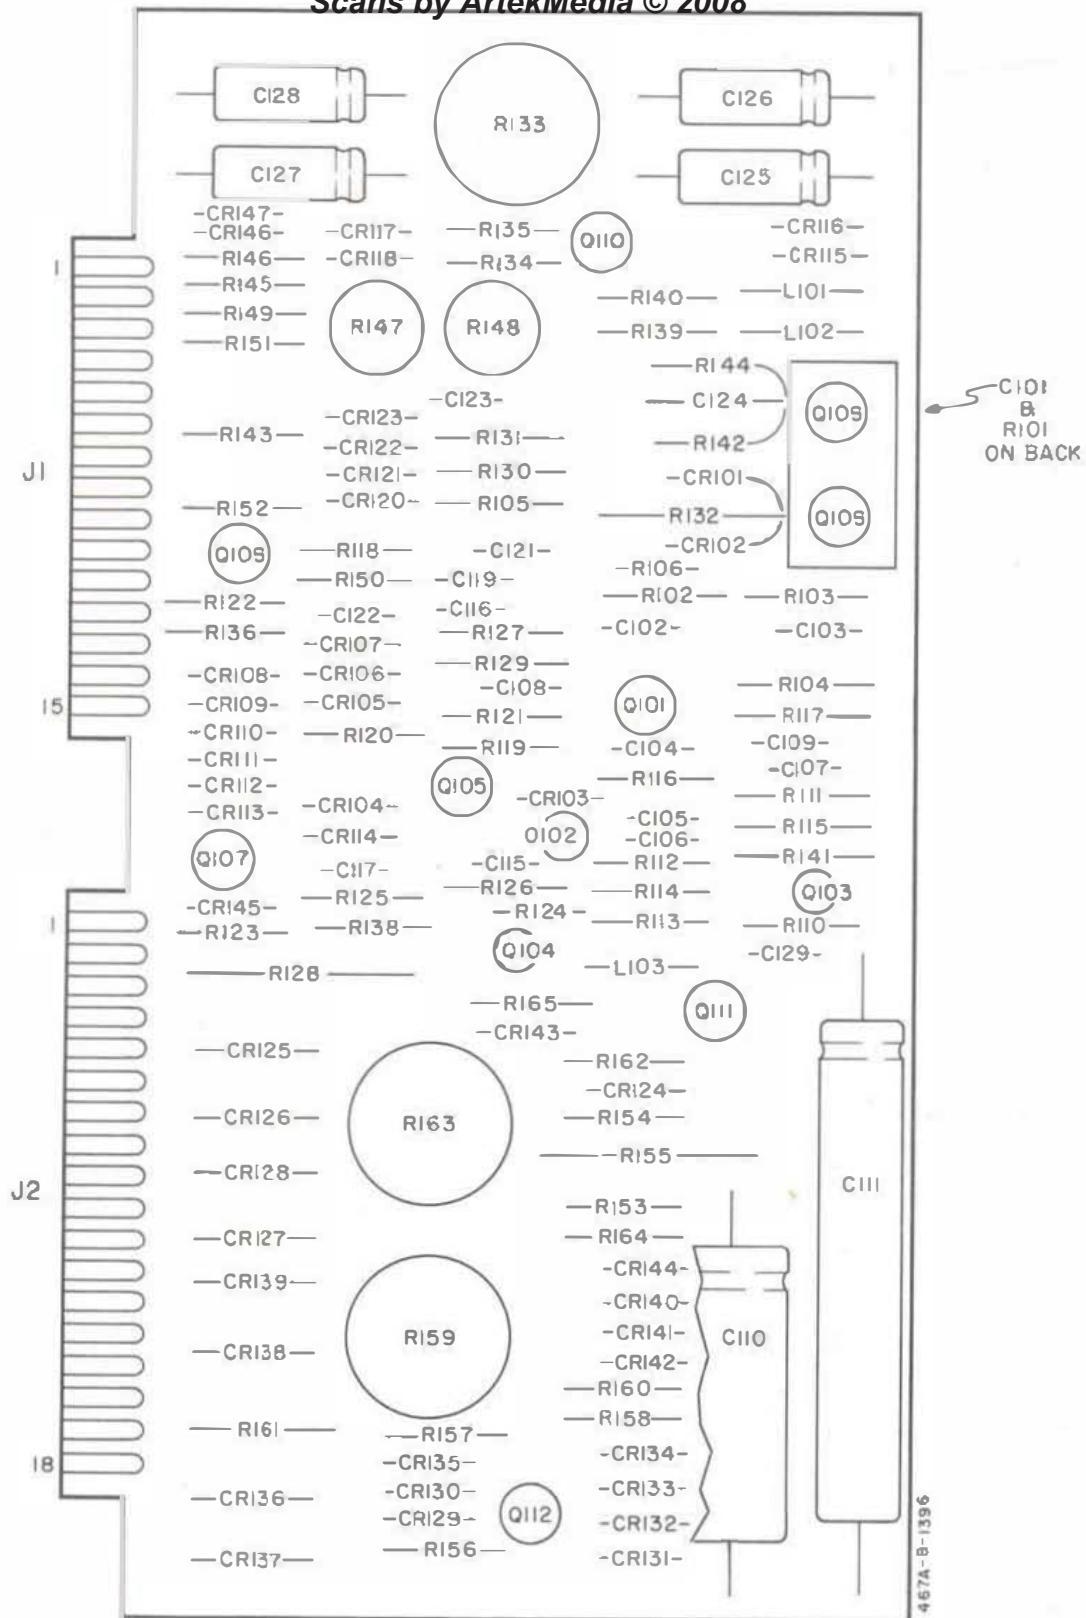 Scans by ArtekMedia © 2008
C128
R133
C126
C127
C125
-CR147-
-CR146-
-CR117-
R135
Q110
-CR116-
R146
-CR118-
R134
-CR115-
R145
R140
L101
R149
R147
R148
R139
L102
R151
R144
1
J1
15
-C123-
C124
Q109
C101
&
R101
ON BACK
R143
-CR123-
R131
R142
-CR122-
-CR121-
R130
-CR101
-CR120-
R105
R132
Q109
R152
-CR102
Q109
R118
-C121-
-R106-
R150
-C119-
R102
R103
R122
-C122-
-C116-
-C102-
-C103-
R136
-CR107-
R127
-CR108-
-CR106-
R129
R104
-CR109-
-CR105-
-C108-
Q101
R117
-CR110-
R120
R121
-C109-
-CR111-
R119
-C104-
-C107-
-CR112-
Q105
R116
R111
-CR113-
-CR104-
-CR103-
-C105-
R115
-CR114-
Q102
-C106-
Q107
-C117-
-C115-
R112
R141
R125
R126
R114
Q103
-CR145-
R138
-R124-
R113
R110
R123
Q104
-C129-
R128
L103
1
J2
18
R165
Q111
-CR143-
CR125
R162
-CR124-
CR126
R163
R154
R155
CR128
C111
R153
CR127
R164
CR139
-CR144-
-CR140-
R159
-CR141-
C110
CR138
-CR142-
R160
R161
R157
R158
-CR135-
-CR134-
CR136
-CR130-
-CR133-
-CR129-
Q112
-CR132-
CR137
R156
-CR131-
467A-B-1396